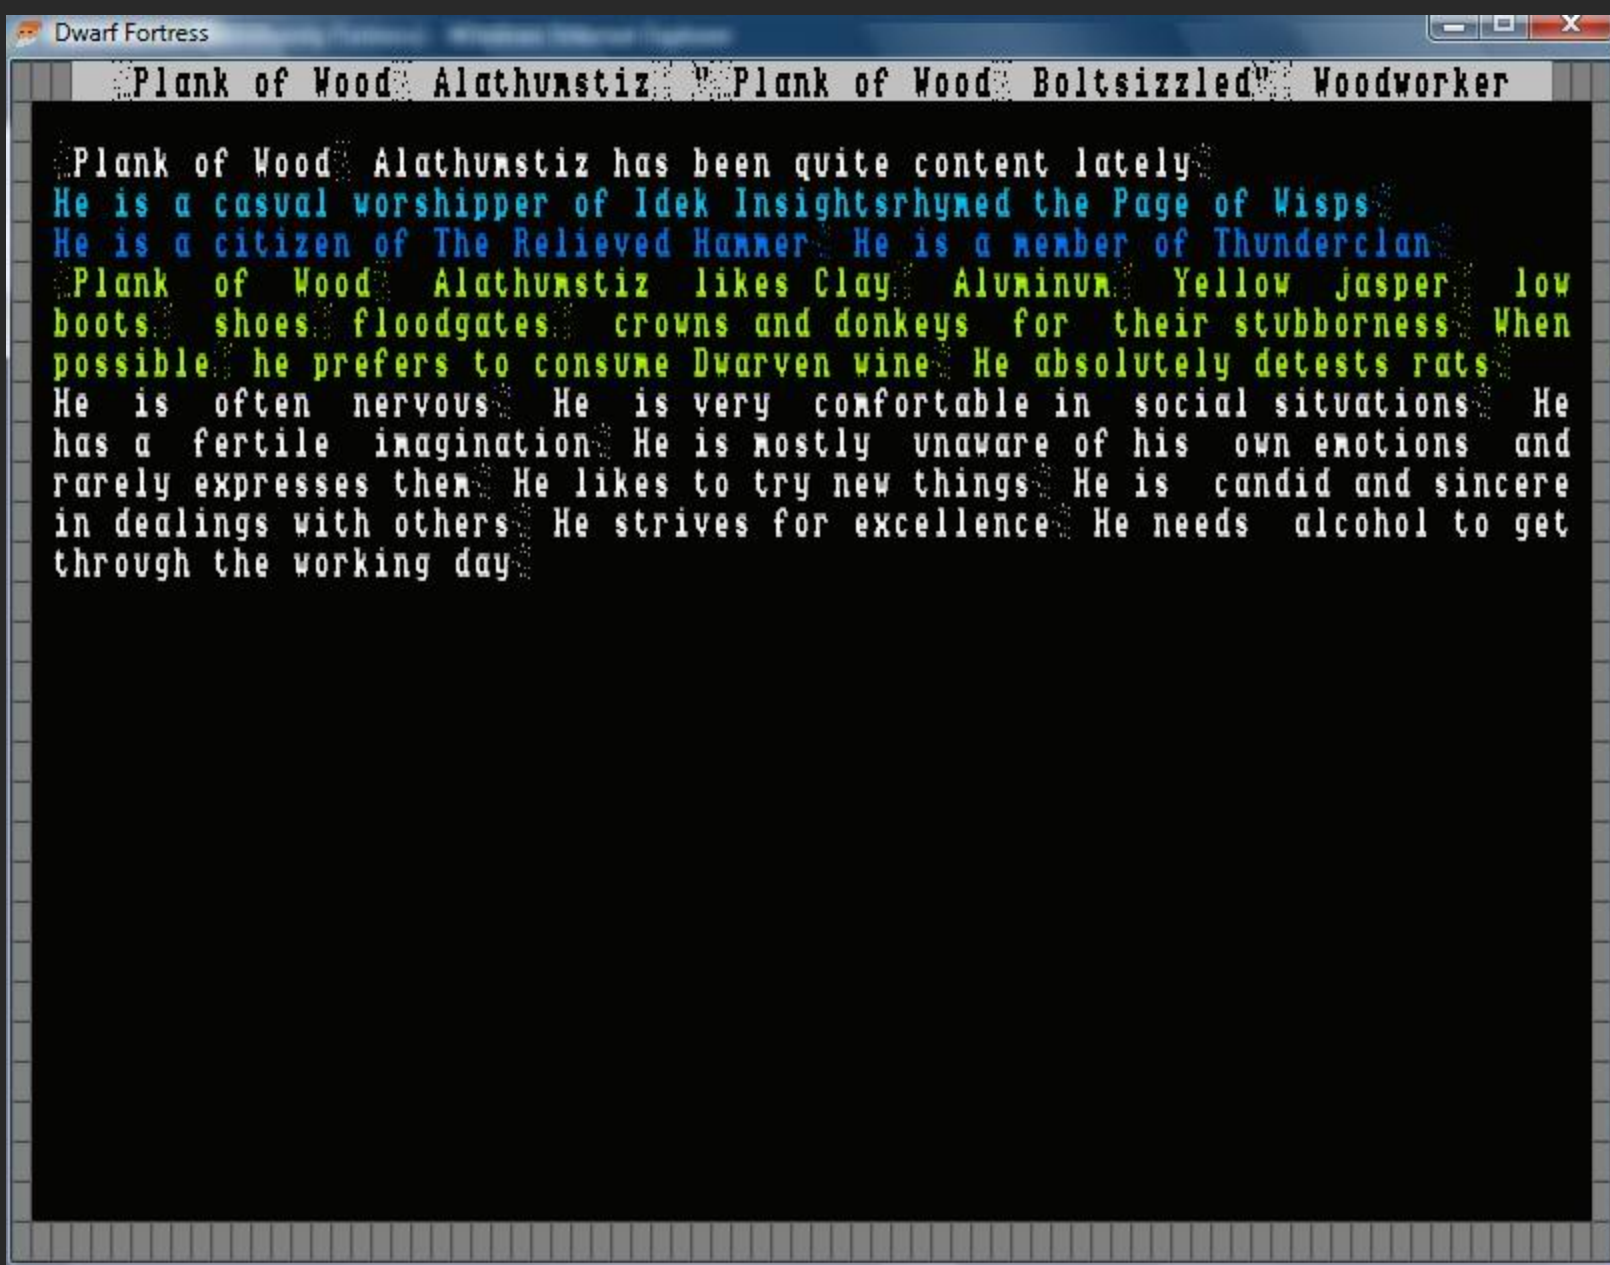 Dwarf Fortress
Plank of Wood Alathumstiz "Plank of Wood Boltsizzled" Woodworker
Plank of Wood Alathumstiz has been quite content lately
He is a casual worshipper of Idek Insightsrhymed the Page of Wisps
He is a citizen of The Relieved Hammer He is a member of Thunderclan
Plank of Wood Alathumstiz likes Clay Aluminum Yellow jasper low
boots shoes floodgates crowns and donkeys for their stubborness When
possible he prefers to consume Dwarven wine He absolutely detests rats
He is often nervous He is very comfortable in social situations He
has a fertile imagination He is mostly unaware of his own emotions and
rarely expresses them He likes to try new things He is candid and sincere
in dealings with others He strives for excellence He needs alcohol to get
through the working day